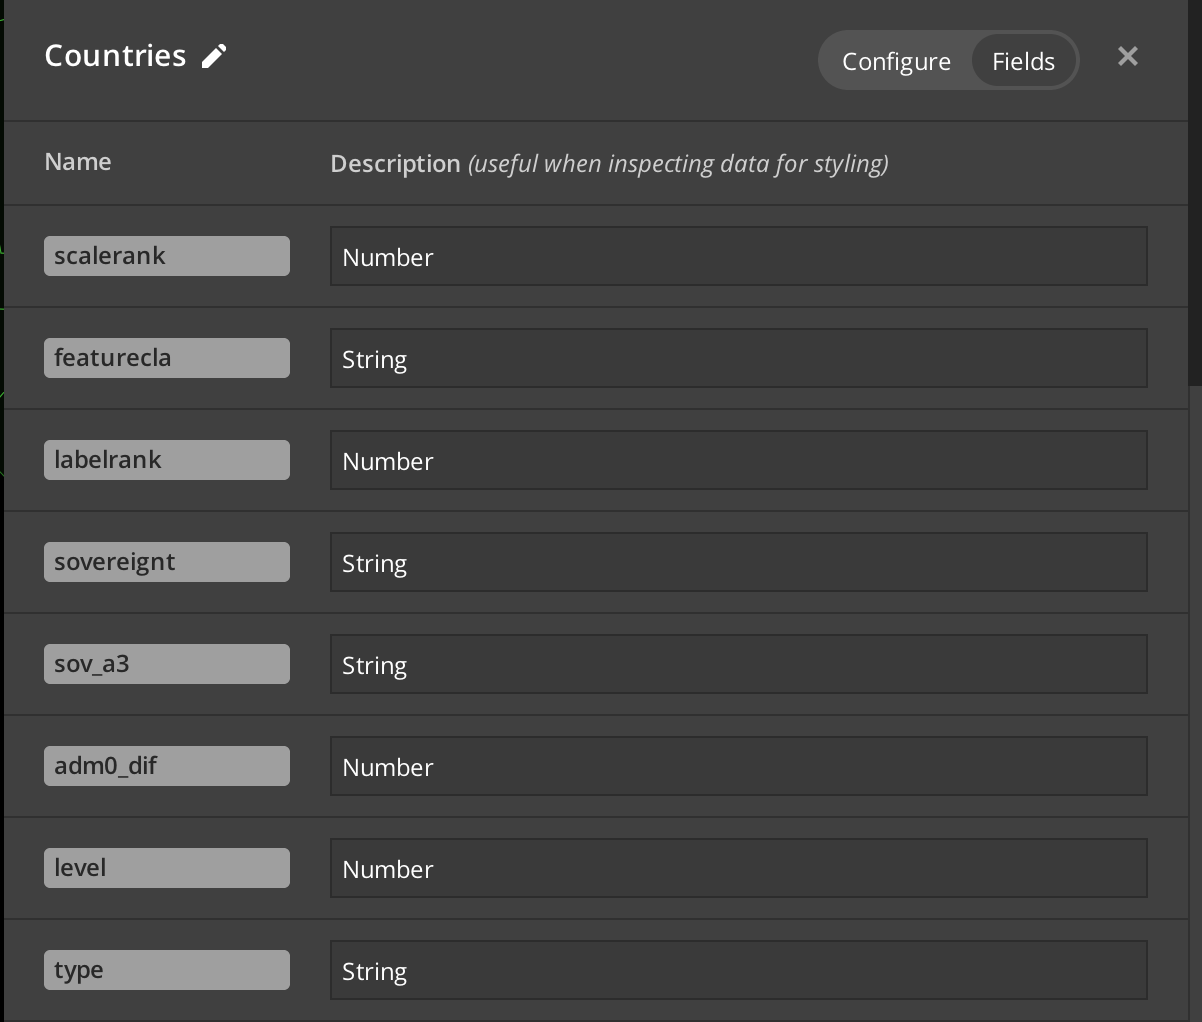 Countries
Configure Fields
Name Description (useful when inspecting data for styling)
scalerank Number
featurecla String
labelrank Number
sovereignt String
sov_a3 String
adm0_dif Number
level Number
type String